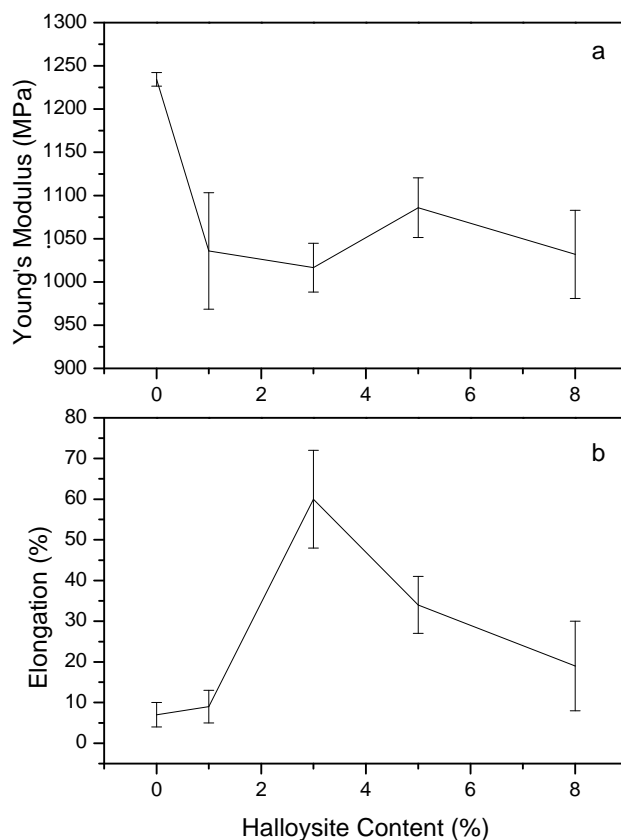 a
Young's Modulus (MPa)
1300
1250
1200
1150
1100
1050
1000
950
900
0 2 4 6 8
b
Elongation (%)
80
70
60
50
40
30
20
10
0
0 2 4 6 8
Halloysite Content (%)